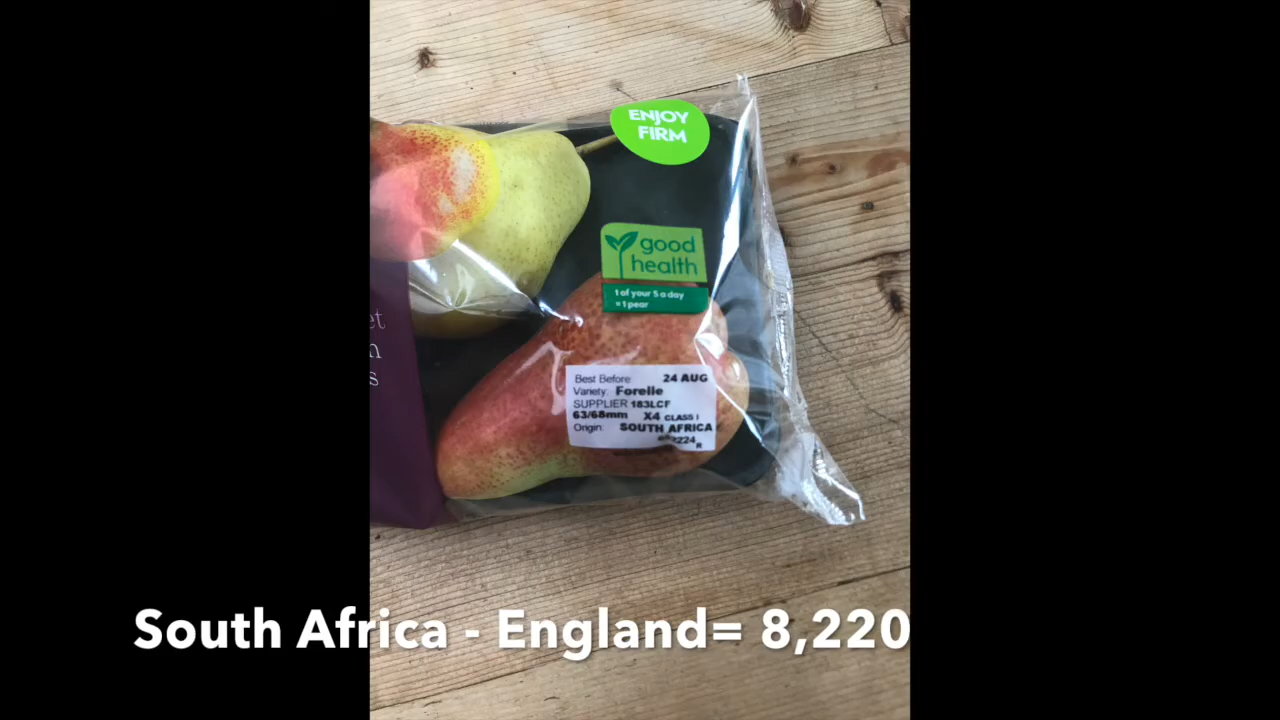 ENJOY
FIRM
good
health
1 of your 5 a day
= 1 pear
et
n
s
Best Before: 24 AUG
Variety: Forelle
SUPPLIER 183LCF
63/68mm X4 CLASS I
Origin: SOUTH AFRICA
R
South Africa - England= 8,220